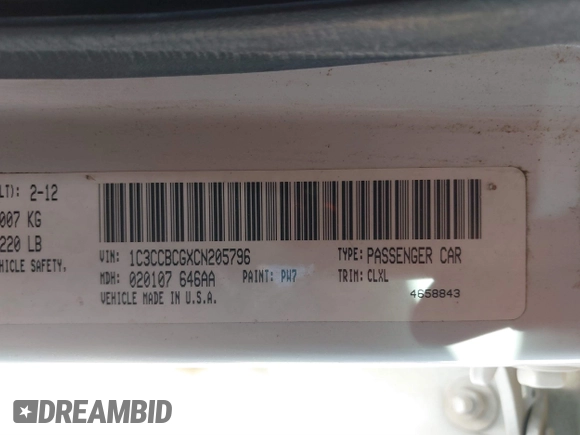 LT): 2-12
007 KG
220 LB
HICLE SAFETY,
VIN: 1C3CCBCGXCN205796
TYPE: PASSENGER CAR
MDH: 020107 646AA
PAINT: PW7
TRIM: CLXL
VEHICLE MADE IN U.S.A.
4658843
DREAMBID